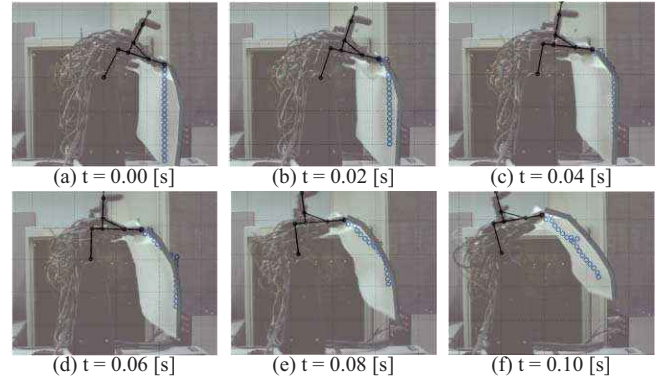 (a) t = 0.00 [s]
(b) t = 0.02 [s]
(c) t = 0.04 [s]
(d) t = 0.06 [s]
(e) t = 0.08 [s]
(f) t = 0.10 [s]